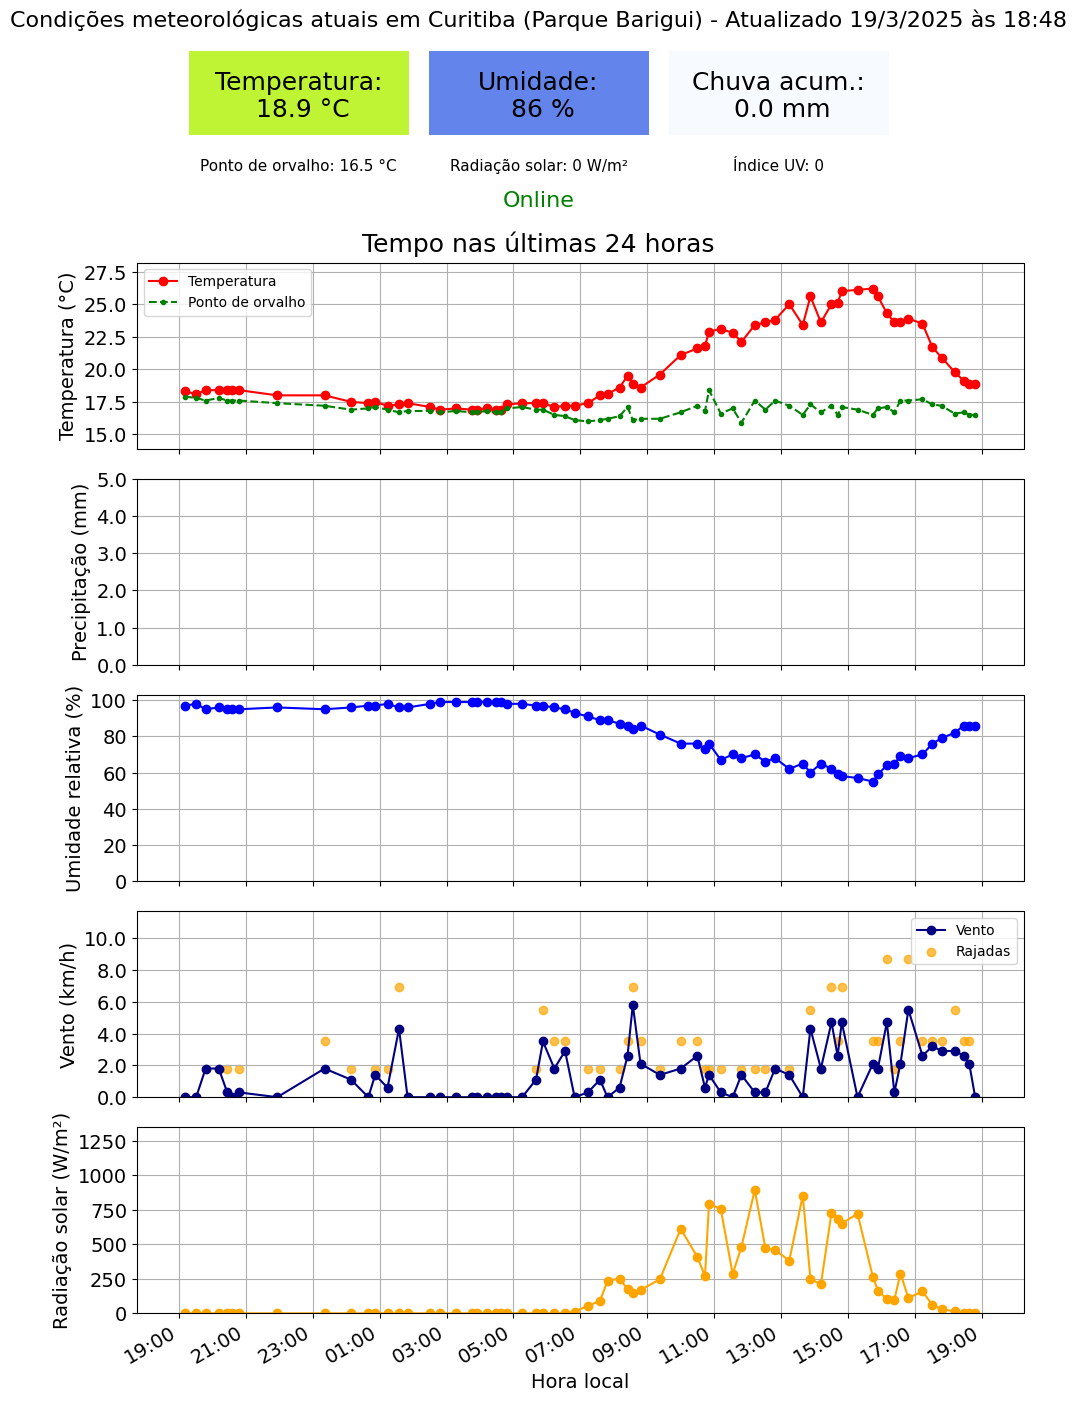 Condições meteorológicas atuais em Curitiba (Parque Barigui) - Atualizado 19/3/2025 às 18:48
Temperatura:
18.9 °C
Umidade:
86 %
Chuva acum.:
0.0 mm
Ponto de orvalho: 16.5 °C
Radiação solar: 0 W/m²
Índice UV: 0
Online
Tempo nas últimas 24 horas
Temperatura (°C)
27.5
25.0
22.5
20.0
17.5
15.0
Temperatura
Ponto de orvalho
Precipitação (mm)
5.0
4.0
3.0
2.0
1.0
0.0
Umidade relativa (%)
100
80
60
40
20
0
Vento (km/h)
10.0
8.0
6.0
4.0
2.0
0.0
Vento
Rajadas
Radiação solar (W/m²)
1250
1000
750
500
250
0
19:00
21:00
23:00
01:00
03:00
05:00
07:00
09:00
11:00
13:00
15:00
17:00
19:00
Hora local